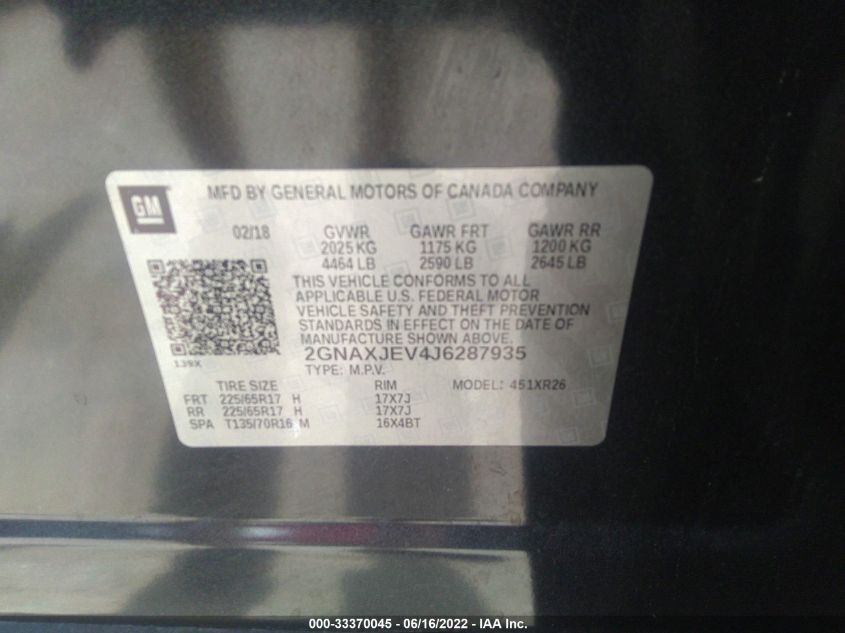 GM
MFD BY GENERAL MOTORS OF CANADA COMPANY
02/18 GVWR GAWR FRT GAWR RR
2025 KG 1175 KG 1200 KG
4464 LB 2590 LB 2645 LB
THIS VEHICLE CONFORMS TO ALL
APPLICABLE U.S. FEDERAL MOTOR
VEHICLE SAFETY AND THEFT PREVENTION
STANDARDS IN EFFECT ON THE DATE OF
MANUFACTURE SHOWN ABOVE.
139X 2GNAXJEV4J6287935
TYPE: M.P.V.
TIRE SIZE RIM MODEL: 451XR26
FRT 225/65R17 H 17X7J
RR 225/65R17 H 17X7J
SPA T135/70R16 M 16X4BT
000-33370045 - 06/16/2022 - IAA Inc.